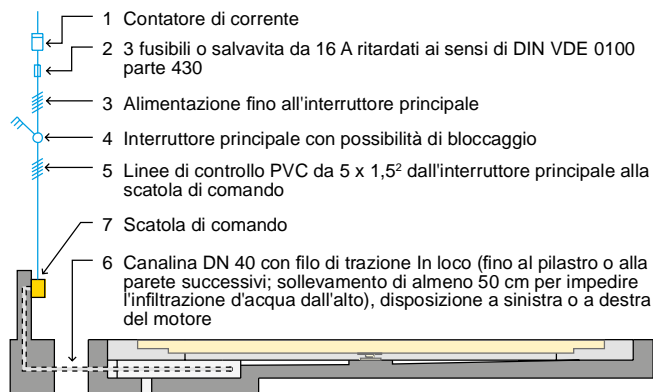 1 Contatore di corrente
2 3 fusibili o salvavita da 16 A ritardati ai sensi di DIN VDE 0100
parte 430
3 Alimentazione fino all'interruttore principale
4 Interruttore principale con possibilità di bloccaggio
5 Linee di controllo PVC da 5 x 1,5² dall'interruttore principale alla
scatola di comando
7 Scatola di comando
6 Canalina DN 40 con filo di trazione In loco (fino al pilastro o alla
parete successivi; sollevamento di almeno 50 cm per impedire
l'infiltrazione d'acqua dall'alto), disposizione a sinistra o a destra
del motore